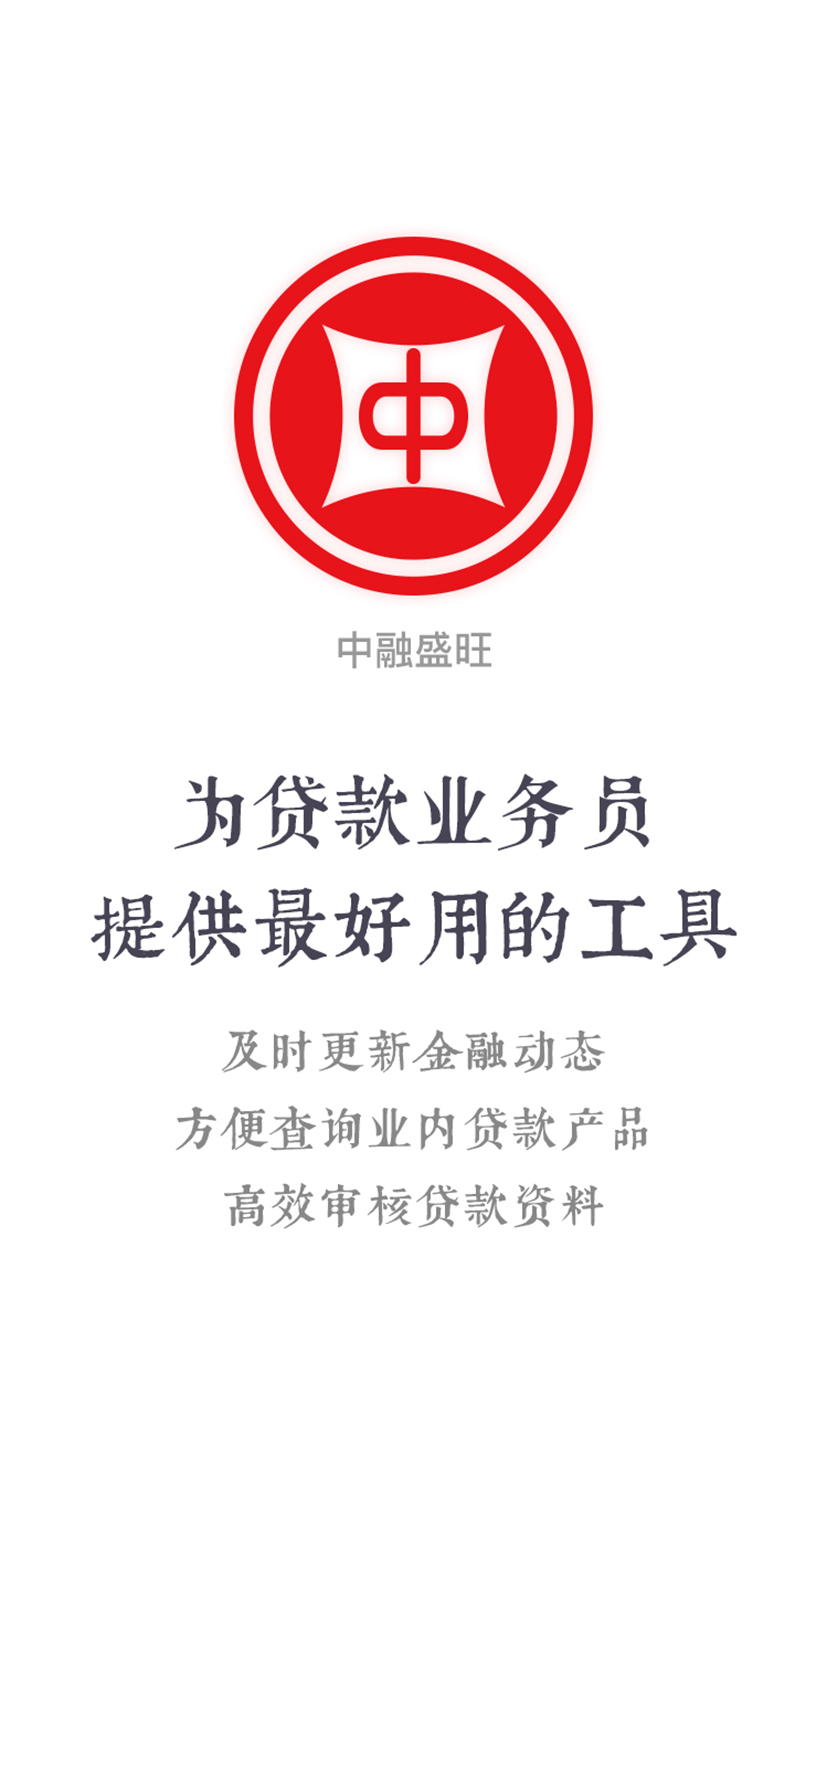 中
中融盛旺
为贷款业务员
提供最好用的工具
及时更新金融动态
方便查询业内贷款产品
高效审核贷款资料